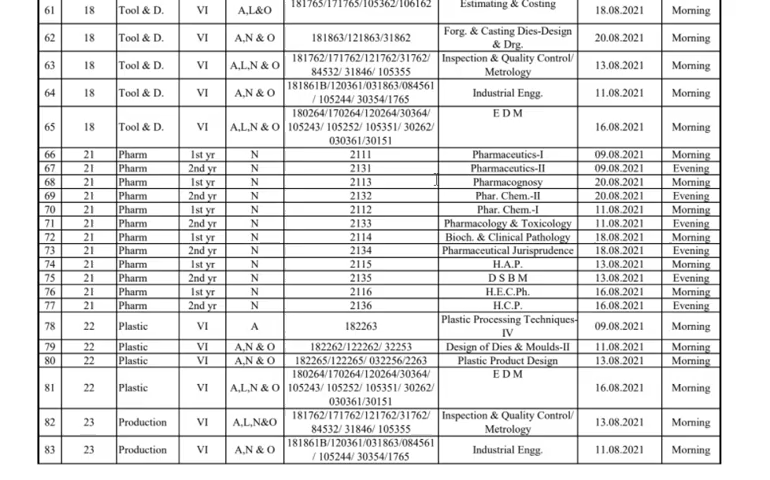 61 18 Tool & D. VI A,L&O 181765/171765/105362/106162 Estimating & Costing 18.08.2021 Morning
62 18 Tool & D. VI A,N & O 181863/121863/31862 Forg. & Casting Dies-Design
& Drg. 20.08.2021 Morning
63 18 Tool & D. VI A,L,N & O 181762/171762/121762/31762/
84532/ 31846/ 105355 Inspection & Quality Control/
Metrology 13.08.2021 Morning
64 18 Tool & D. VI A,N & O 181861B/120361/031863/084561
/ 105244/ 30354/1765 Industrial Engg. 11.08.2021 Morning
65 18 Tool & D. VI A,L,N & O 180264/170264/120264/30364/
105243/ 105252/ 105351/ 30262/
030361/30151 E D M 16.08.2021 Morning
66 21 Pharm 1st yr N 2111 Pharmaceutics-I 09.08.2021 Morning
67 21 Pharm 2nd yr N 2131 Pharmaceutics-II 09.08.2021 Evening
68 21 Pharm 1st yr N 2113 Pharmacognosy 20.08.2021 Morning
69 21 Pharm 2nd yr N 2132 Phar. Chem.-II 20.08.2021 Evening
70 21 Pharm 1st yr N 2112 Phar. Chem.-I 11.08.2021 Morning
71 21 Pharm 2nd yr N 2133 Pharmacology & Toxicology 11.08.2021 Evening
72 21 Pharm 1st yr N 2114 Bioch. & Clinical Pathology 18.08.2021 Morning
73 21 Pharm 2nd yr N 2134 Pharmaceutical Jurisprudence 18.08.2021 Evening
74 21 Pharm 1st yr N 2115 H.A.P. 13.08.2021 Morning
75 21 Pharm 2nd yr N 2135 D S B M 13.08.2021 Evening
76 21 Pharm 1st yr N 2116 H.E.C.Ph. 16.08.2021 Morning
77 21 Pharm 2nd yr N 2136 H.C.P. 16.08.2021 Evening
78 22 Plastic VI A 182263 Plastic Processing Techniques-
IV 09.08.2021 Morning
79 22 Plastic VI A,N & O 182262/122262/ 32253 Design of Dies & Moulds-II 11.08.2021 Morning
80 22 Plastic VI A,N & O 182265/122265/ 032256/2263 Plastic Product Design 13.08.2021 Morning
81 22 Plastic VI A,L,N & O 180264/170264/120264/30364/
105243/ 105252/ 105351/ 30262/
030361/30151 E D M 16.08.2021 Morning
82 23 Production VI A,L,N&O 181762/171762/121762/31762/
84532/ 31846/ 105355 Inspection & Quality Control/
Metrology 13.08.2021 Morning
83 23 Production VI A,N & O 181861B/120361/031863/084561
/ 105244/ 30354/1765 Industrial Engg. 11.08.2021 Morning